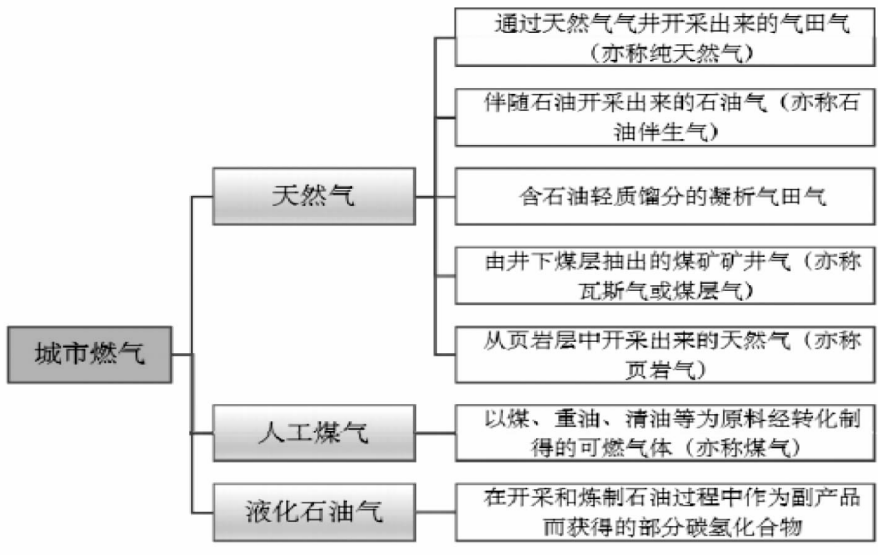 通过天然气气井开采出来的气田气
（亦称纯天然气）
伴随石油开采出来的石油气（亦称石
油伴生气）
天然气
含石油轻质馏分的凝析气田气
由井下煤层抽出的煤矿矿井气（亦称
瓦斯气或煤层气）
城市燃气
从页岩层中开采出来的天然气（亦称
页岩气）
人工煤气
以煤、重油、清油等为原料经转化制
得的可燃气体（亦称煤气）
液化石油气
在开采和炼制石油过程中作为副产品
而获得的部分碳氢化合物